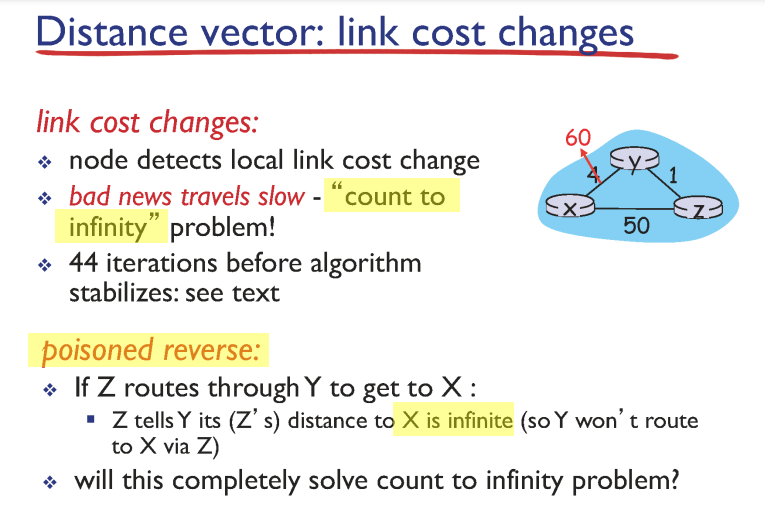 Distance vector: link cost changes
link cost changes:
❖ node detects local link cost change
❖ bad news travels slow - “count to
infinity” problem!
❖ 44 iterations before algorithm
stabilizes: see text
60
y
4
1
x
z
50
poisoned reverse:
❖ If Z routes through Y to get to X :
▪ Z tells Y its (Z’s) distance to X is infinite (so Y won’t route
to X via Z)
❖ will this completely solve count to infinity problem?